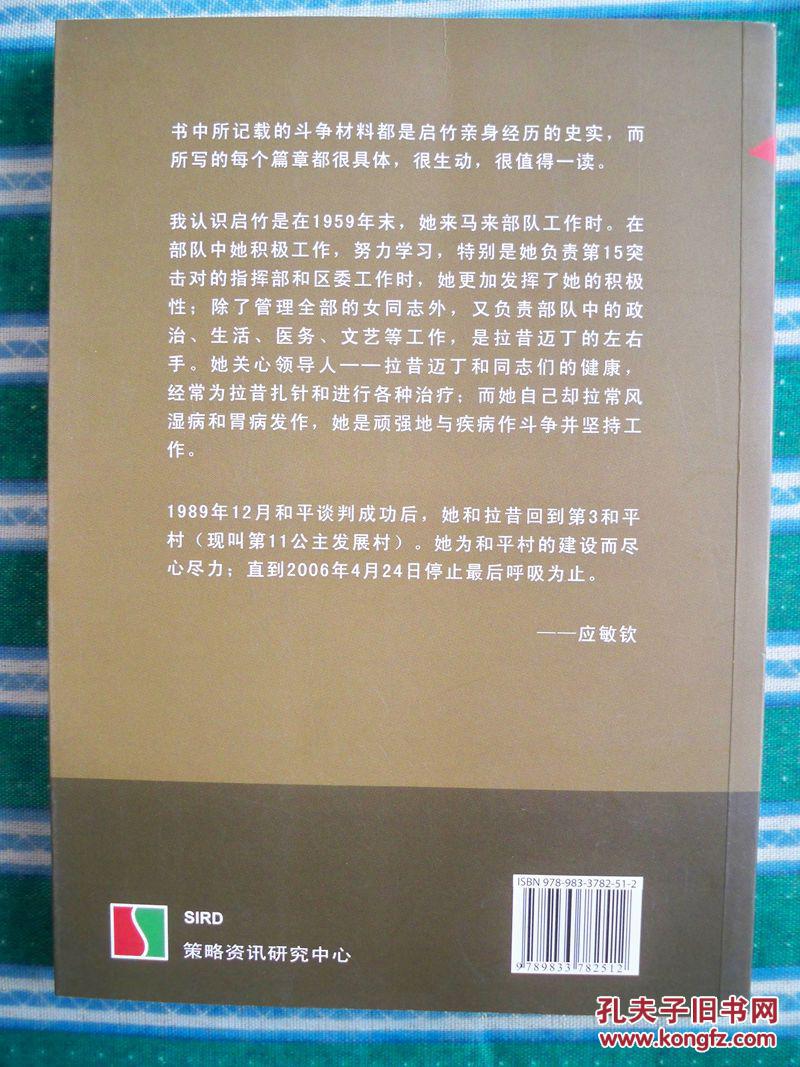 书中所记载的斗争材料都是启竹亲身经历的史实，而
所写的每个篇章都很具体，很生动，很值得一读。
我认识启竹是在1959年末，她来马来部队工作时。在
部队中她积极工作，努力学习，特别是她负责第15突
击对的指挥部和区委工作时，她更加发挥了她的积极
性；除了管理全部的女同志外，又负责部队中的政
治、生活、医务、文艺等工作，是拉昔迈丁的左右
手。她关心领导人——拉昔迈丁和同志们的健康，
经常为拉昔扎针和进行各种治疗；而她自己却拉常风
湿病和胃病发作，她是顽强地与疾病作斗争并坚持工
作。
1989年12月和平谈判成功后，她和拉昔回到第3和平
村（现叫第11公主发展村）。她为和平村的建设而尽
心尽力；直到2006年4月24日停止最后呼吸为止。
——应敏钦
ISBN 978-983-3782-51-2
9 789833 782512
SIRD
策略资讯研究中心
孔夫子旧书网
www.kongfz.com